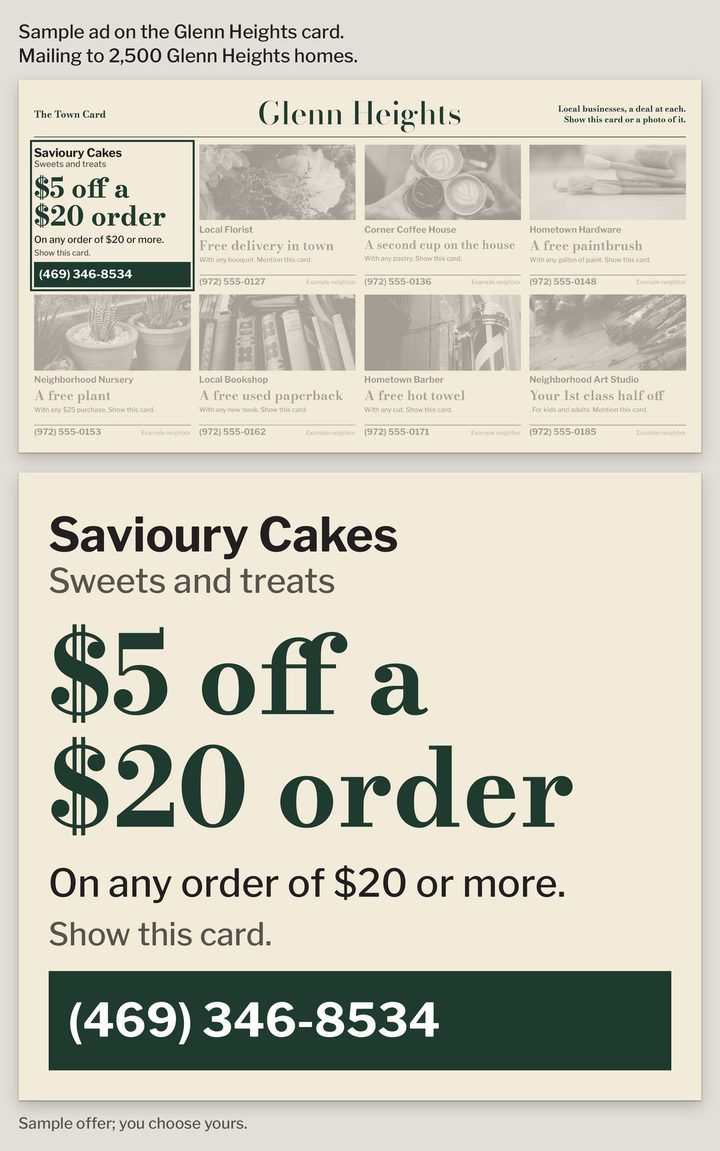 Sample ad on the Glenn Heights card.
Mailing to 2,500 Glenn Heights homes.
The Town Card
Glenn Heights
Local businesses, a deal at each.
Show this card or a photo of it.
Savioury Cakes
Sweets and treats
$5 off a
$20 order
On any order of $20 or more.
Show this card.
(469) 346-8534
Local Florist
Free delivery in town
With any bouquet. Mention this card.
(972) 555-0127
Example neighbor
Corner Coffee House
A second cup on the house
With any pastry. Show this card.
(972) 555-0136
Example neighbor
Hometown Hardware
A free paintbrush
With any gallon of paint. Show this card.
(972) 555-0148
Example neighbor
Neighborhood Nursery
A free plant
With any $25 purchase. Show this card.
(972) 555-0153
Example neighbor
Local Bookshop
A free used paperback
With any new book. Show this card.
(972) 555-0162
Example neighbor
Hometown Barber
A free hot towel
With any cut. Show this card.
(972) 555-0171
Example neighbor
Neighborhood Art Studio
Your 1st class half off
For kids and adults. Mention this card.
(972) 555-0185
Example neighbor
Savioury Cakes
Sweets and treats
$5 off a
$20 order
On any order of $20 or more.
Show this card.
(469) 346-8534
Sample offer; you choose yours.